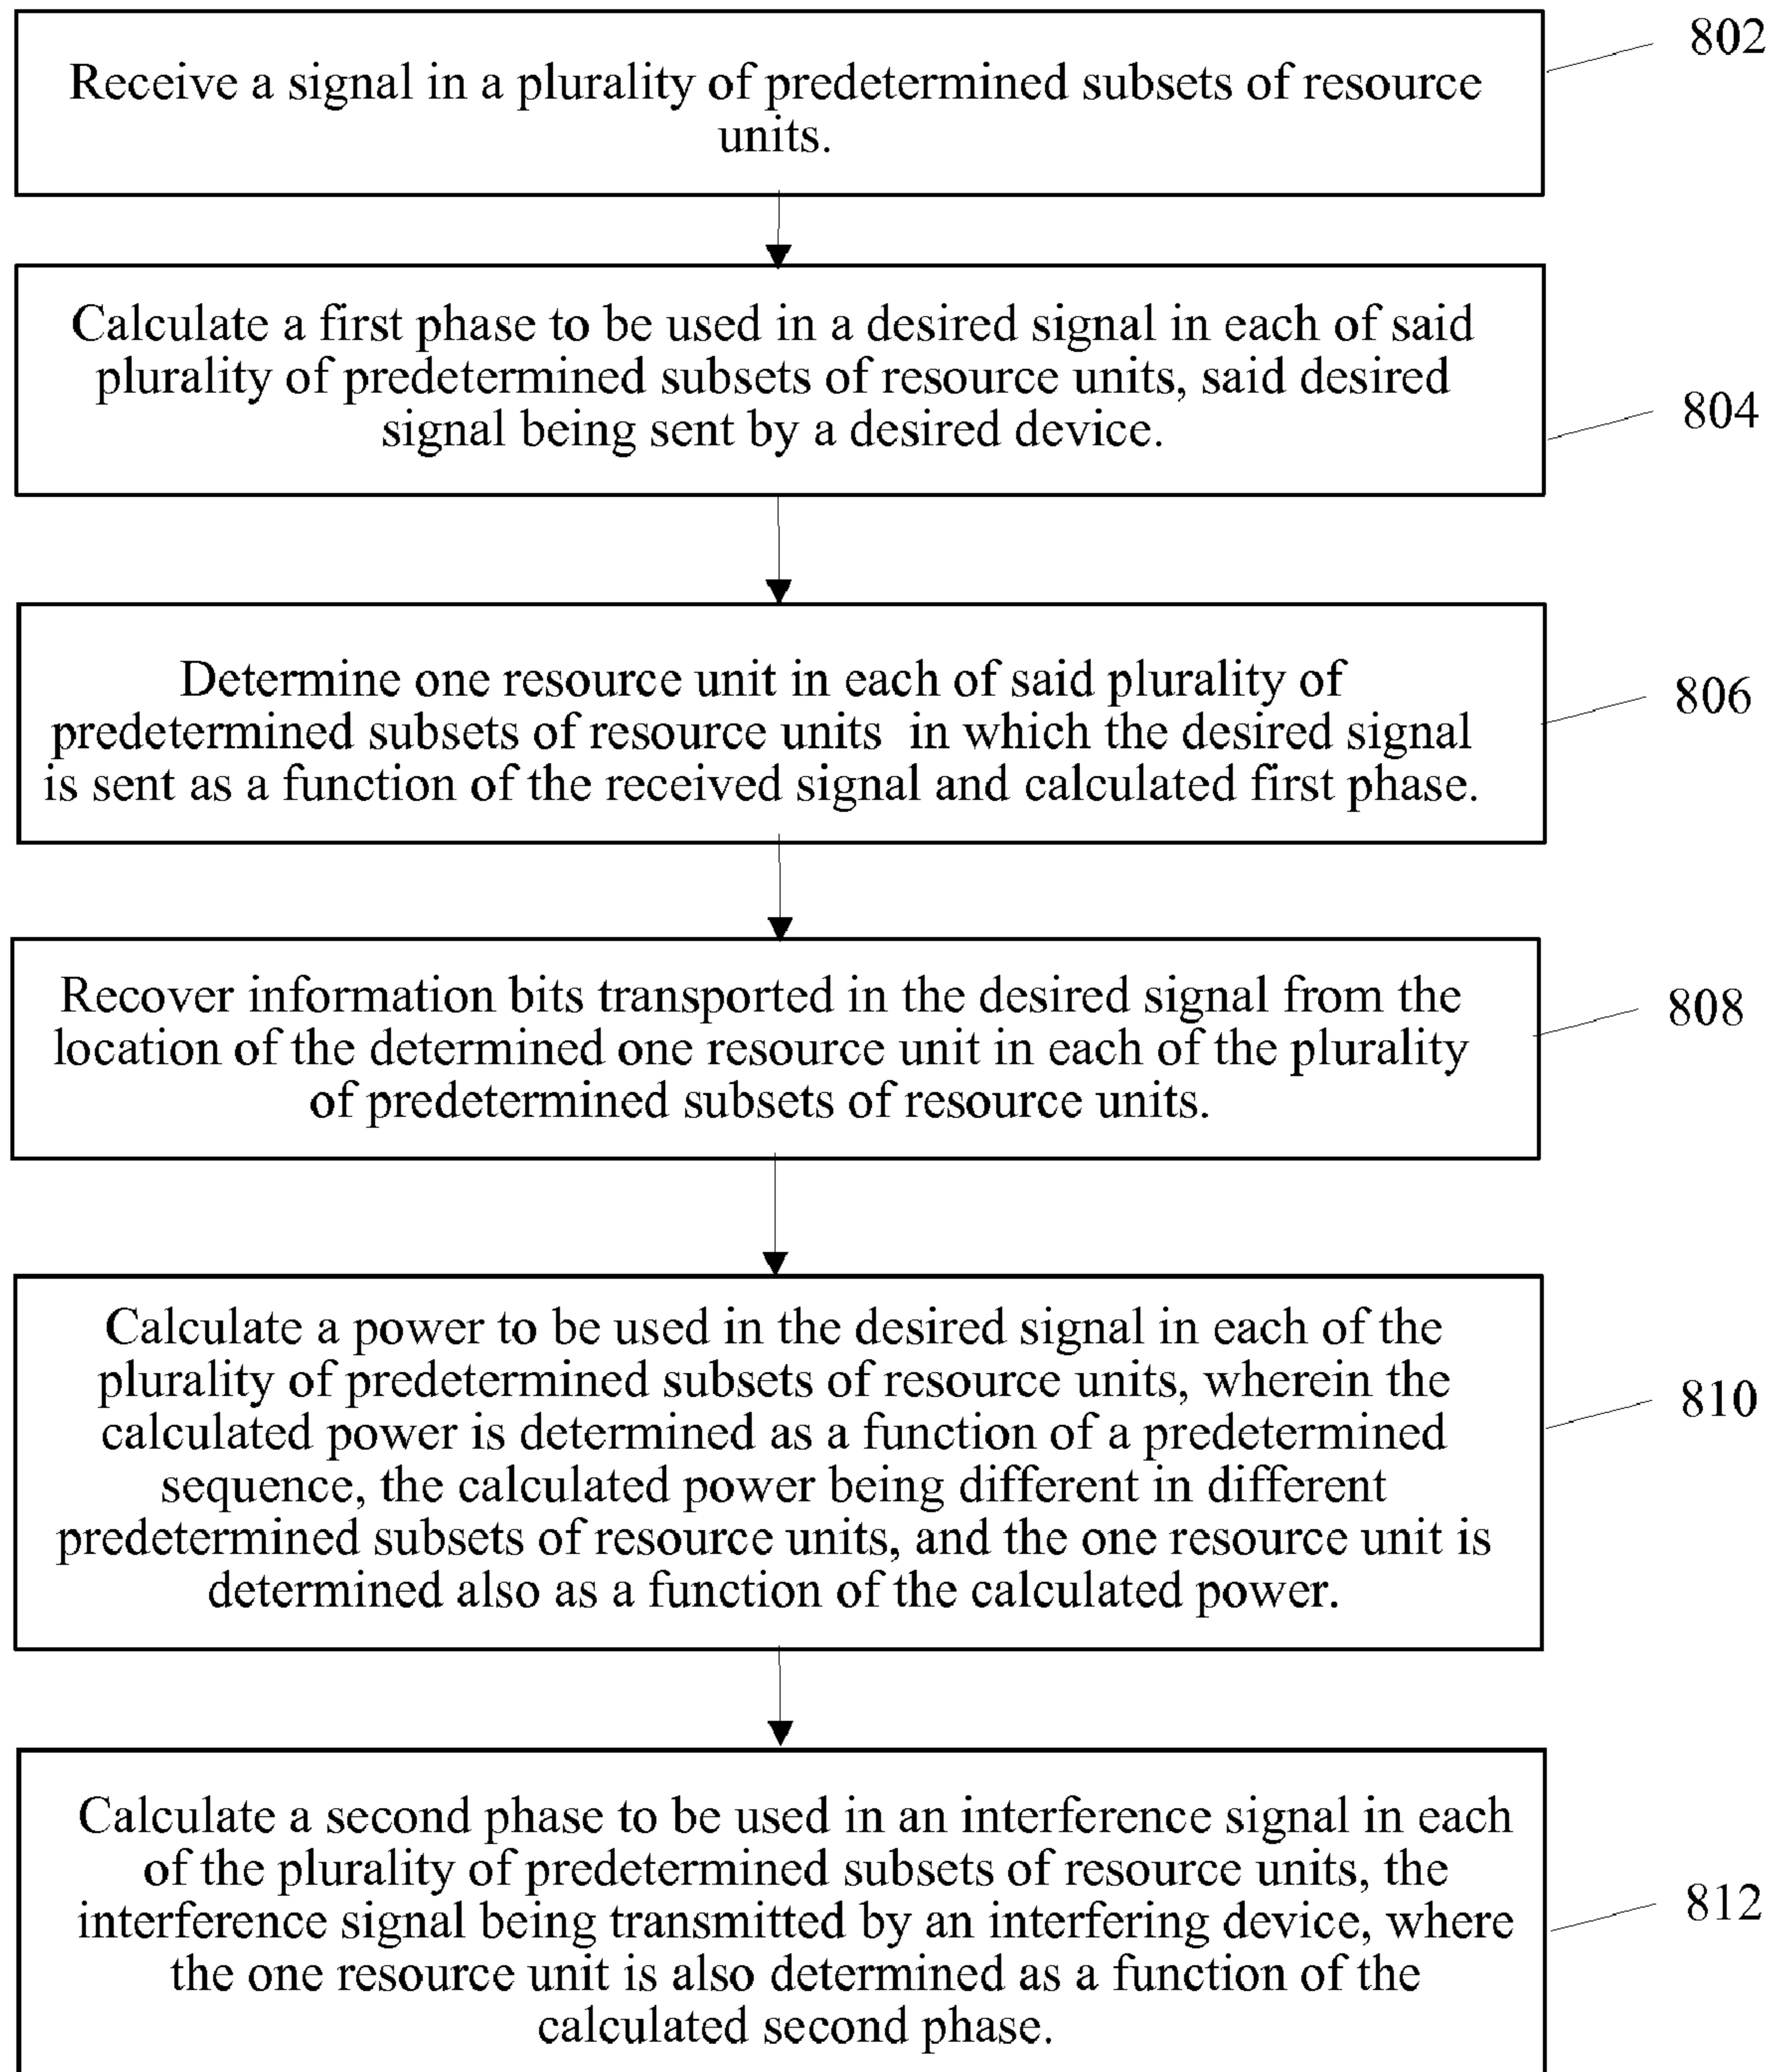 Receive a signal in a plurality of predetermined subsets of resource
units.
802
Calculate a first phase to be used in a desired signal in each of said
plurality of predetermined subsets of resource units, said desired
signal being sent by a desired device.
804
Determine one resource unit in each of said plurality of
predetermined subsets of resource units in which the desired signal
is sent as a function of the received signal and calculated first phase.
806
Recover information bits transported in the desired signal from the
location of the determined one resource unit in each of the plurality
of predetermined subsets of resource units.
808
Calculate a power to be used in the desired signal in each of the
plurality of predetermined subsets of resource units, wherein the
calculated power is determined as a function of a predetermined
sequence, the calculated power being different in different
predetermined subsets of resource units, and the one resource unit is
determined also as a function of the calculated power.
810
Calculate a second phase to be used in an interference signal in each
of the plurality of predetermined subsets of resource units, the
interference signal being transmitted by an interfering device, where
the one resource unit is also determined as a function of the
calculated second phase.
812